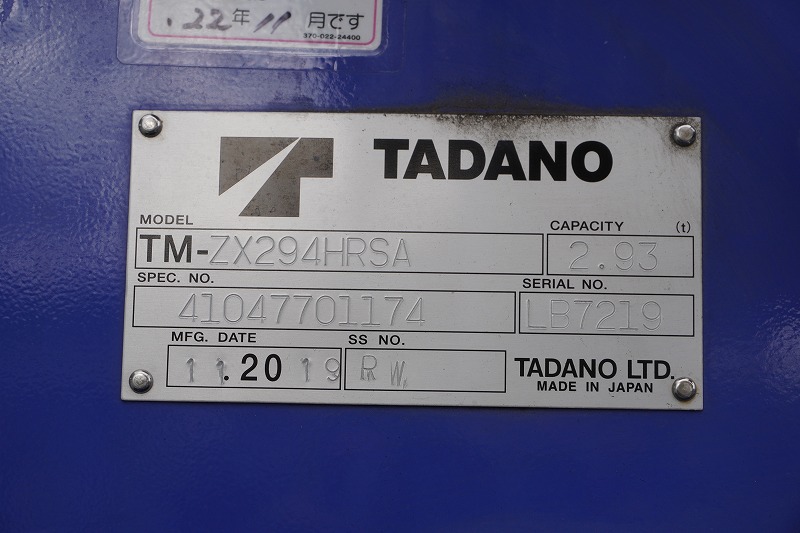 .22年11月です
370-022-24400
TADANO
MODEL
TM-ZX294HRSA
CAPACITY (t)
2.93
SPEC. NO.
41047701174
SERIAL NO.
LB7219
MFG. DATE
11.2019
SS NO.
RW
TADANO LTD.
MADE IN JAPAN